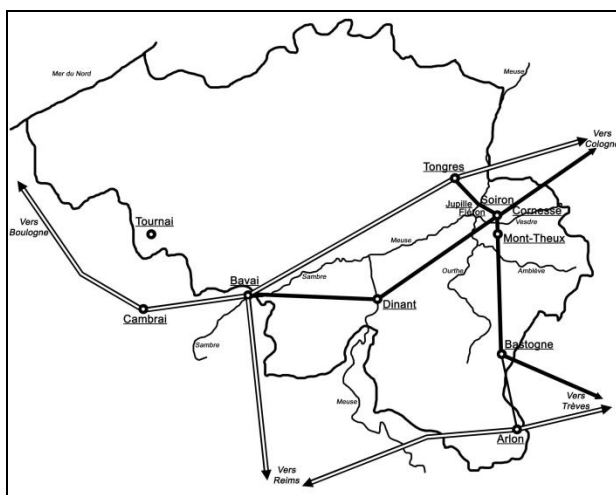 Mer du Nord
Meuse
Vers
Cologne
Tongres
Soiron
Jupille
Fléron
Cornesse
Vesdre
Vers
Boulogne
Tournai
Mont-Theux
Meuse
Ourthe
Amblève
Bavai
Sambre
Dinant
Cambrai
Sambre
Bastogne
Vers
Trèves
Meuse
Arlon
Vers
Reims